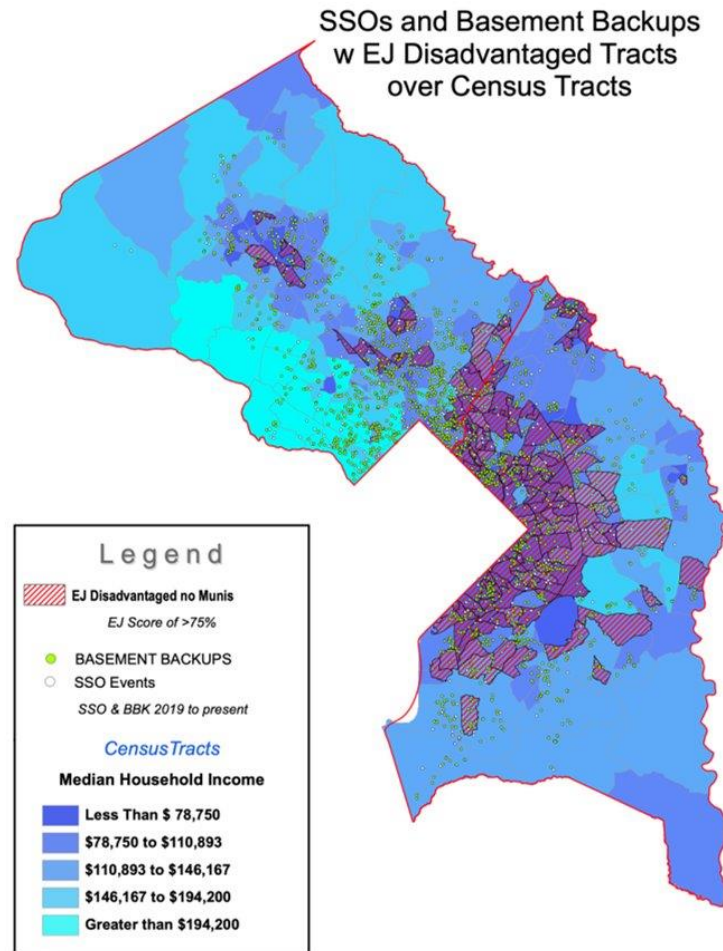 SSOs and Basement Backups
w EJ Disadvantaged Tracts
over Census Tracts
Legend
EJ Disadvantaged no Munis
EJ Score of >75%
BASEMENT BACKUPS
SSO Events
SSO & BBK 2019 to present
CensusTracts
Median Household Income
Less Than $ 78,750
$78,750 to $110,893
$110,893 to $146,167
$146,167 to $194,200
Greater than $194,200